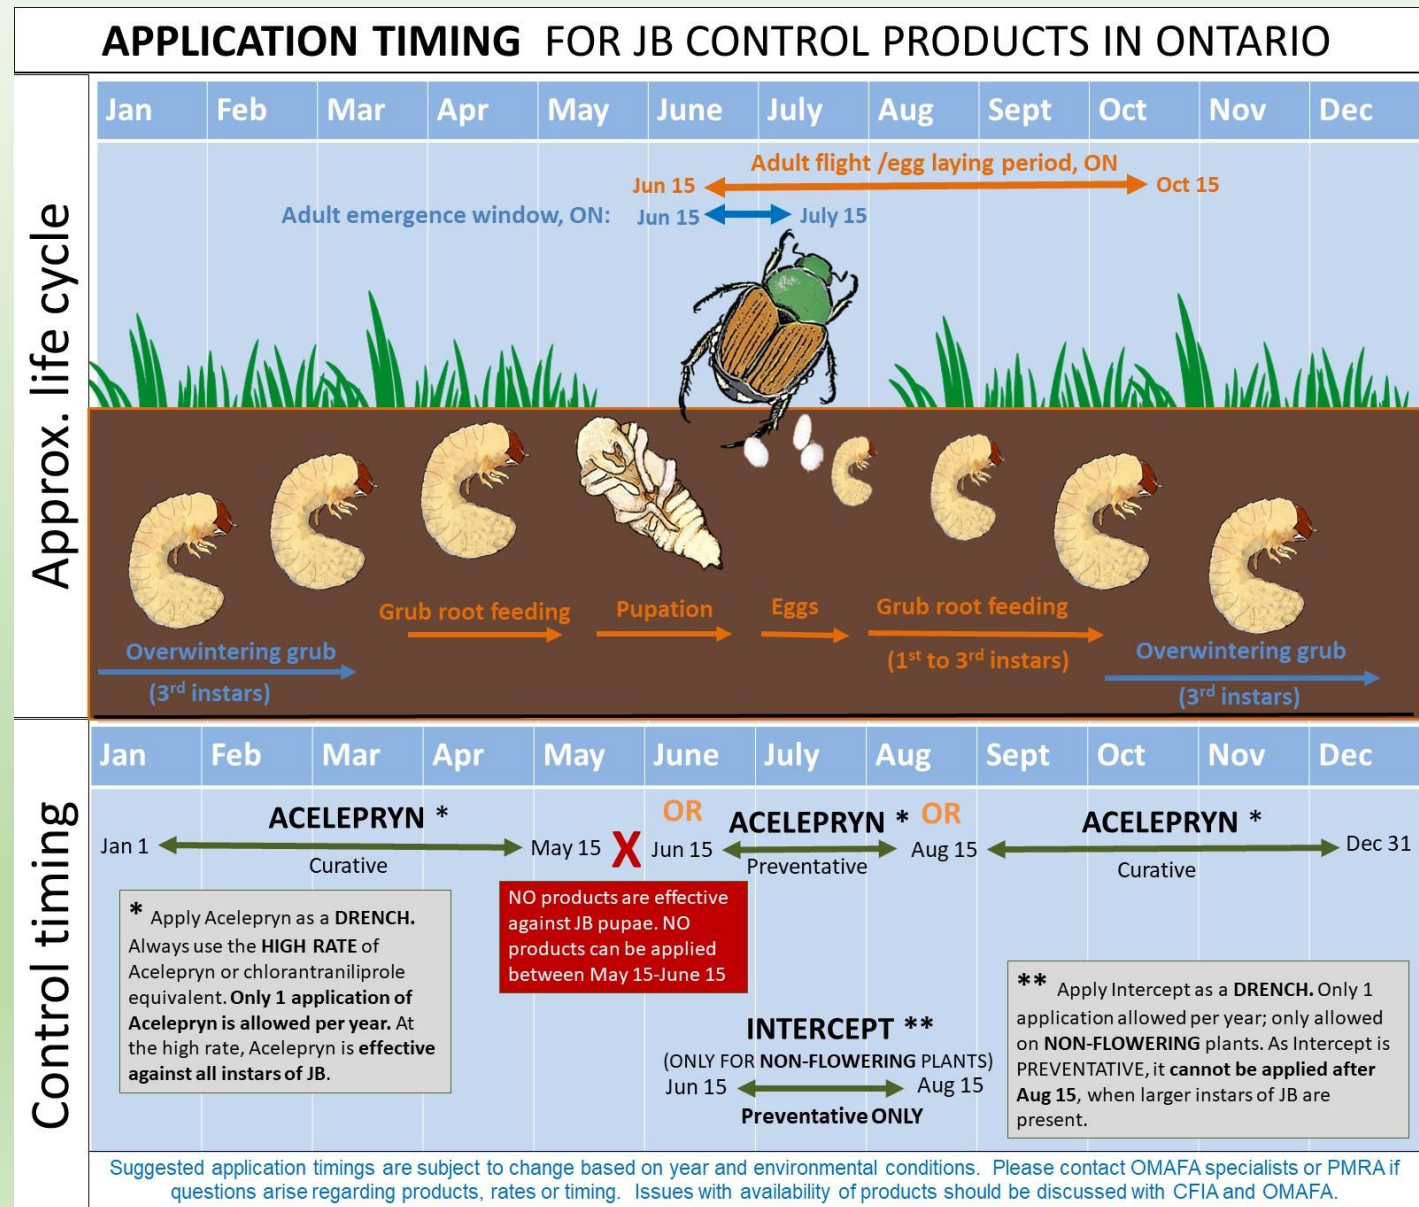 APPLICATION TIMING FOR JB CONTROL PRODUCTS IN ONTARIO
Approx. life cycle
Jan Feb Mar Apr May June July Aug Sept Oct Nov Dec
Adult flight /egg laying period, ON
Jun 15 Oct 15
Adult emergence window, ON: Jun 15 July 15
Grub root feeding
Pupation
Eggs
Grub root feeding
(1st to 3rd instars)
Overwintering grub
(3rd instars)
Overwintering grub
(3rd instars)
Control timing
Jan Feb Mar Apr May June July Aug Sept Oct Nov Dec
ACELEPRYN *
Jan 1 May 15
Curative
X
OR
ACELEPRYN *
Jun 15 Aug 15
Preventative
OR
ACELEPRYN *
Dec 31
Curative
* Apply Acelepryn as a DRENCH.
Always use the HIGH RATE of
Acelepryn or chlorantraniliprole
equivalent. Only 1 application of
Acelepryn is allowed per year. At
the high rate, Acelepryn is effective
against all instars of JB.
NO products are effective
against JB pupae. NO
products can be applied
between May 15-June 15
INTERCEPT **
(ONLY FOR NON-FLOWERING PLANTS)
Jun 15 Aug 15
Preventative ONLY
** Apply Intercept as a DRENCH. Only 1
application allowed per year; only allowed
on NON-FLOWERING plants. As Intercept is
PREVENTATIVE, it cannot be applied after
Aug 15, when larger instars of JB are
present.
Suggested application timings are subject to change based on year and environmental conditions. Please contact OMAFA specialists or PMRA if
questions arise regarding products, rates or timing. Issues with availability of products should be discussed with CFIA and OMAFA.